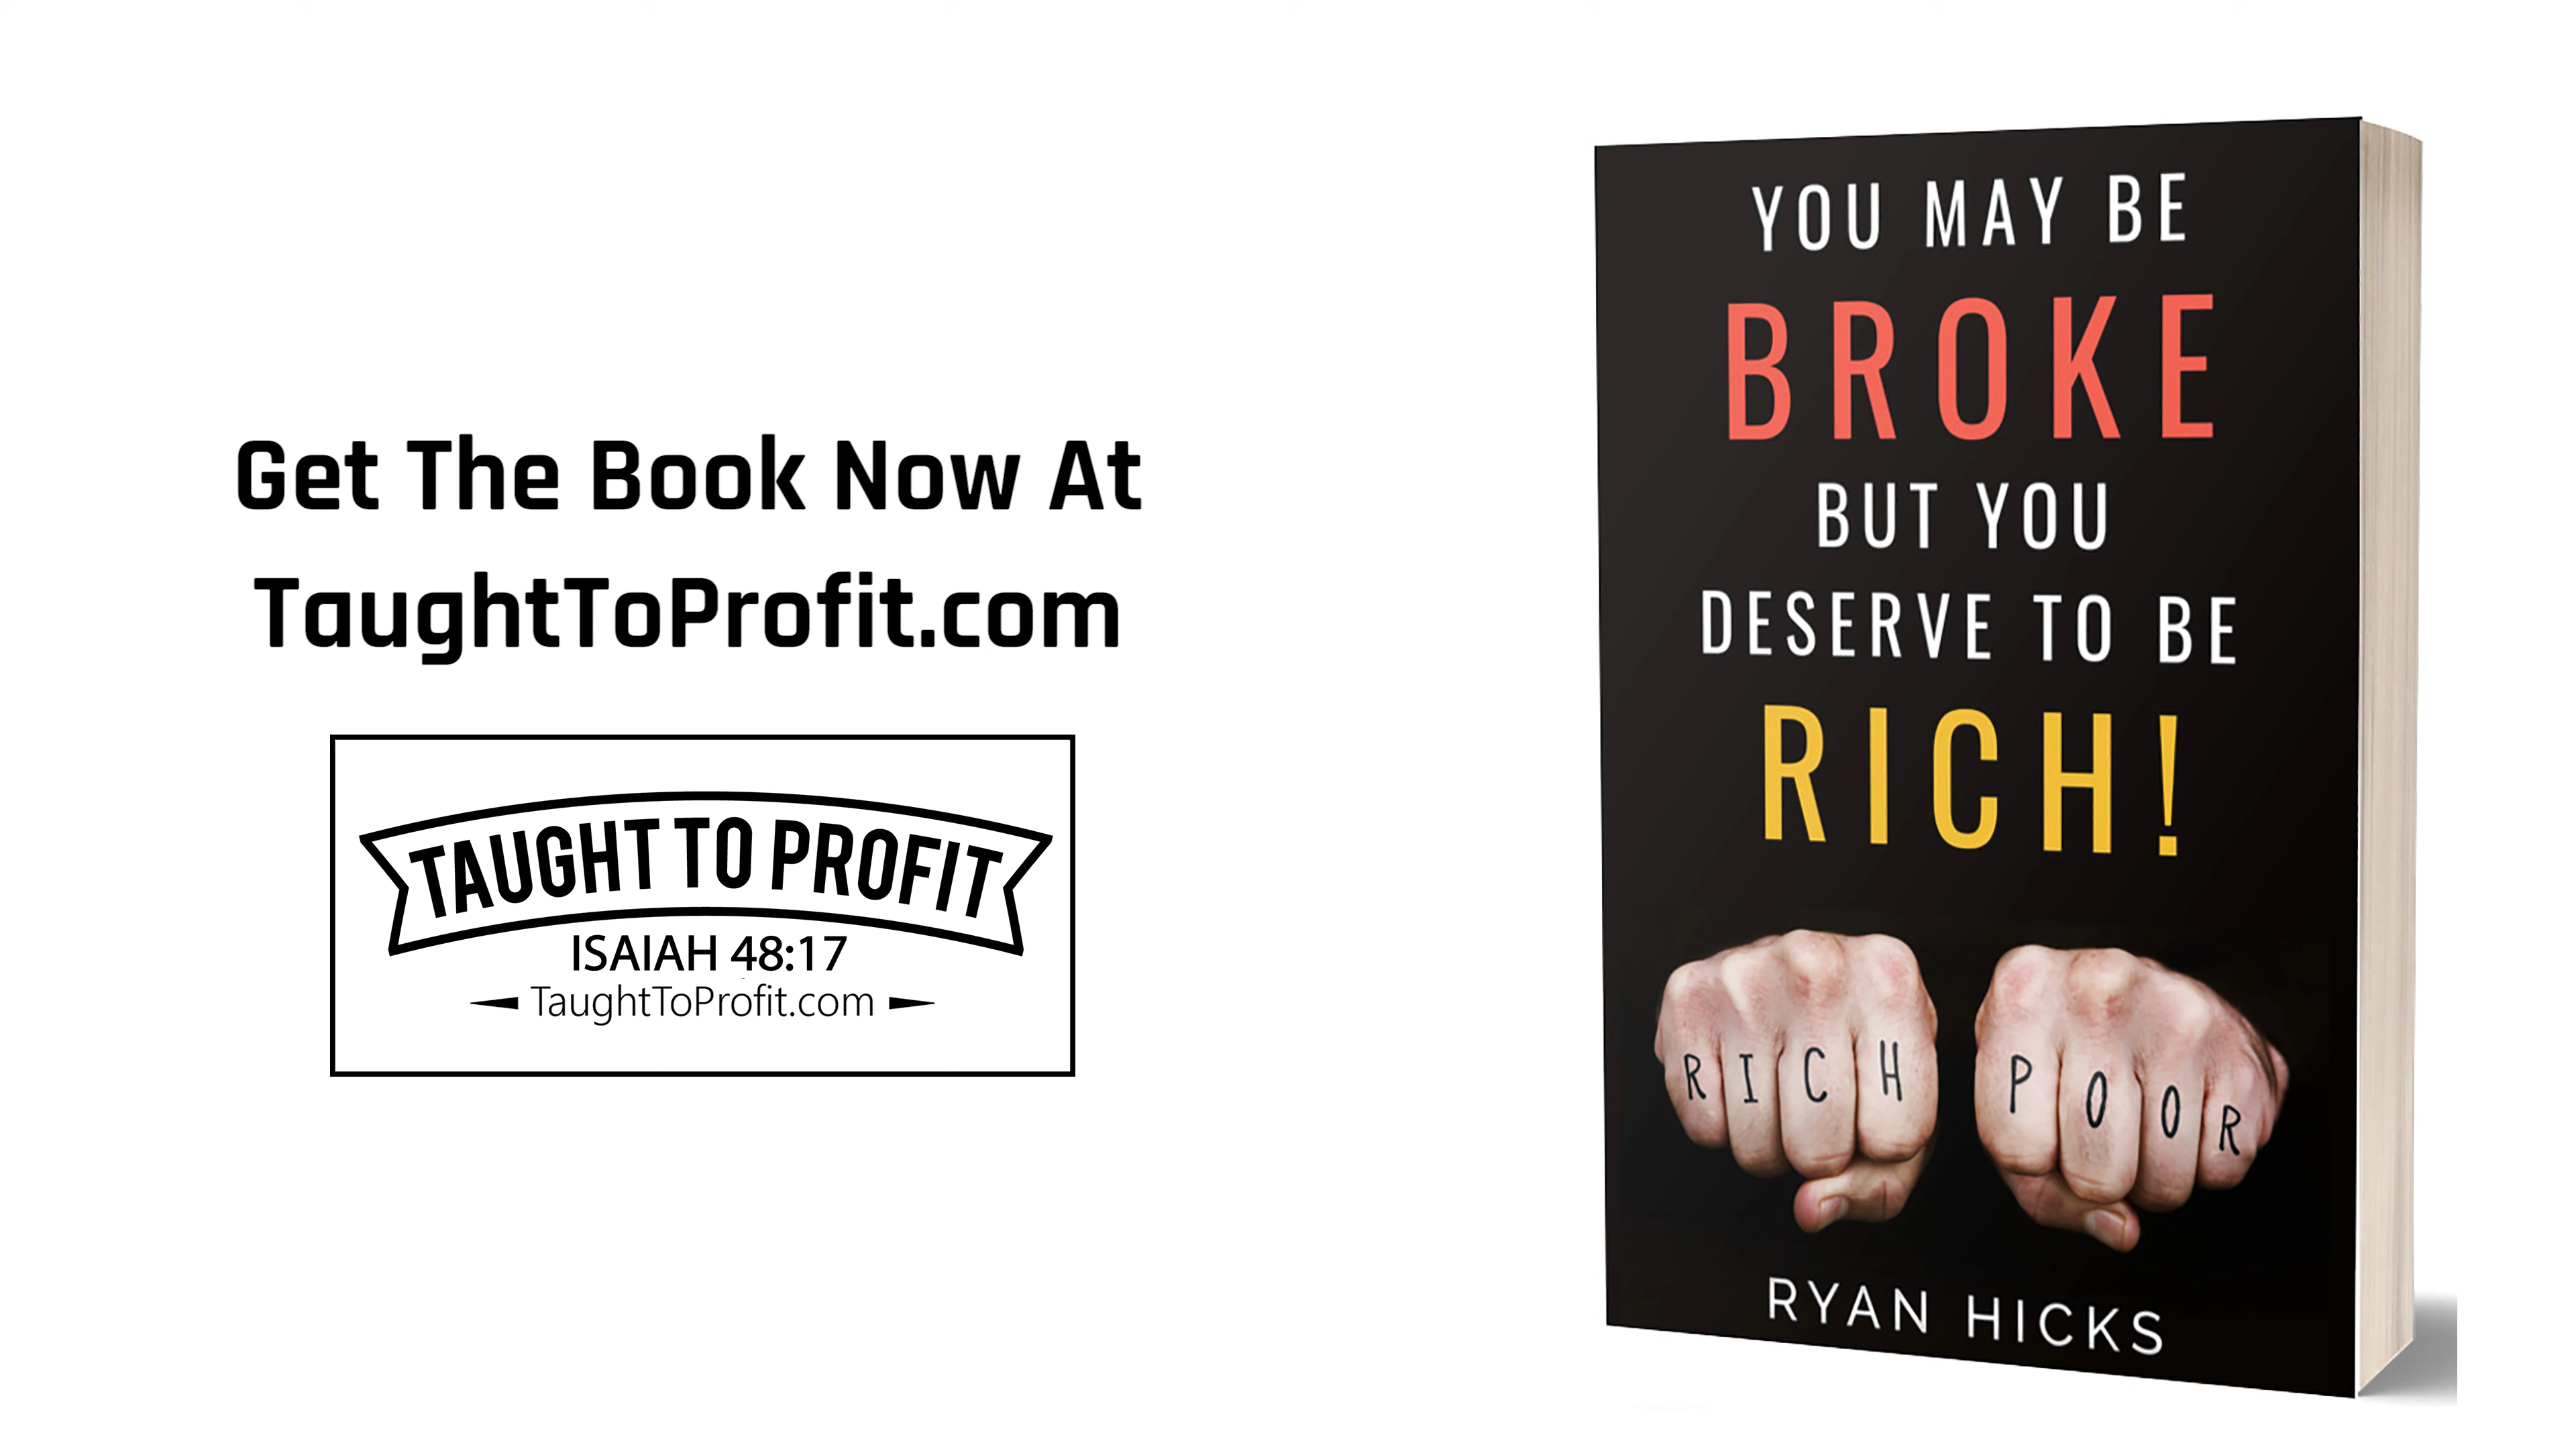 Get The Book Now At
TaughtToProfit.com
TAUGHT TO PROFIT
ISAIAH 48:17
TaughtToProfit.com
YOU MAY BE
BROKE
BUT YOU
DESERVE TO BE
RICH!
RICH POOR
RYAN HICKS